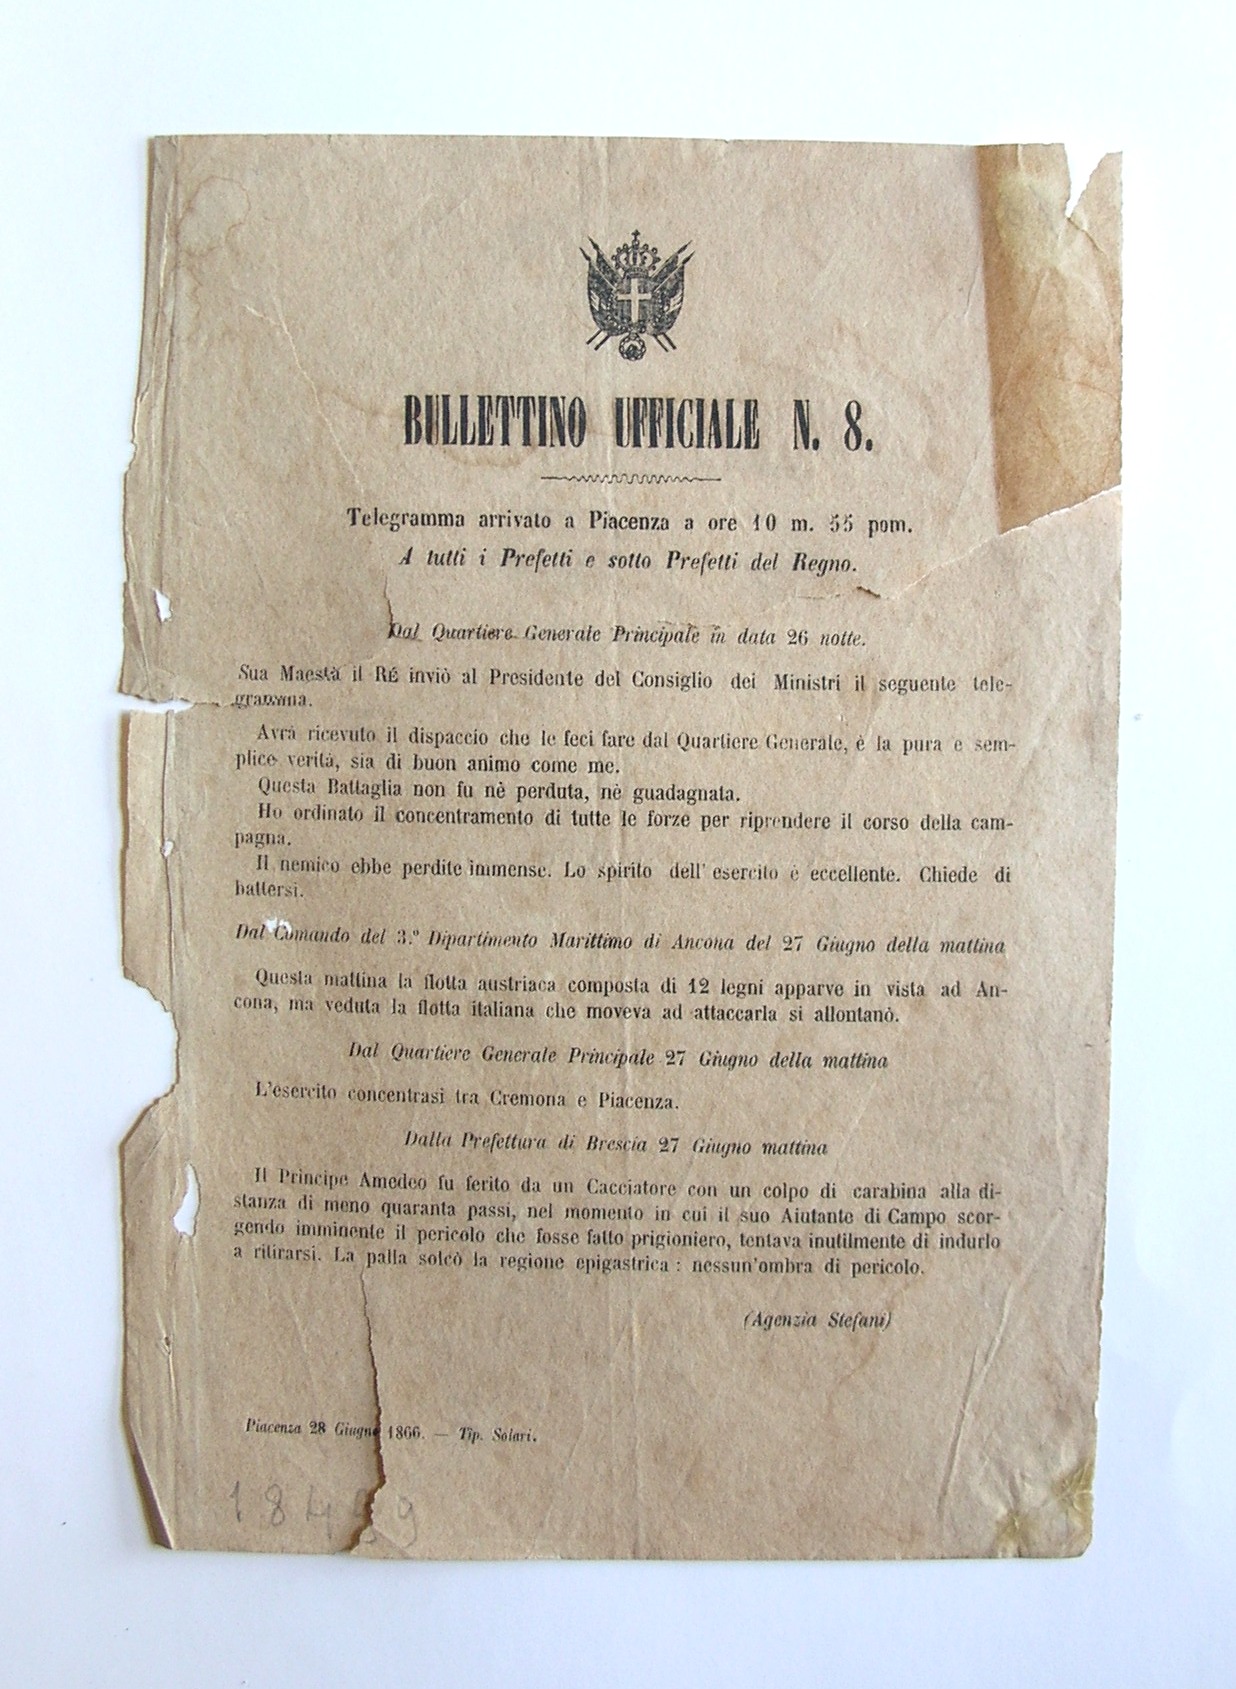 BULLETTINO UFFICIALE N. 8.
Telegramma arrivato a Piacenza a ore 10 m. 55 pom.
A tutti i Prefetti e sotto Prefetti del Regno.
Dal Quartiere Generale Principale in data 26 notte.
Sua Maestà il Ré inviò al Presidente del Consiglio dei Ministri il seguente tele-
gramma.
Avrà ricevuto il dispaccio che le feci fare dal Quartiere Generale, è la pura e sem-
plice verità, sia di buon animo come me.
Questa Battaglia non fu nè perduta, nè guadagnata.
Ho ordinato il concentramento di tutte le forze per riprendere il corso della cam-
pagna.
Il nemico ebbe perdite immense. Lo spirito dell' esercito è eccellente. Chiede di
battersi.
Dal Comando del 3.º Dipartimento Marittimo di Ancona del 27 Giugno della mattina
Questa mattina la flotta austriaca composta di 12 legni apparve in vista ad An-
cona, ma veduta la flotta italiana che moveva ad attaccarla si allontanò.
Dal Quartiere Generale Principale 27 Giugno della mattina
L'esercito concentrasi tra Cremona e Piacenza.
Dalla Prefettura di Brescia 27 Giugno mattina
Il Principe Amedeo fu ferito da un Cacciatore con un colpo di carabina alla di-
stanza di meno quaranta passi, nel momento in cui il suo Aiutante di Campo scor-
gendo imminente il pericolo che fosse fatto prigioniero, tentava inutilmente di indurlo
a ritirarsi. La palla solcò la regione epigastrica : nessun'ombra di pericolo.
(Agenzia Stefani)
Piacenza 28 Giugno 1866. — Tip. Solari.